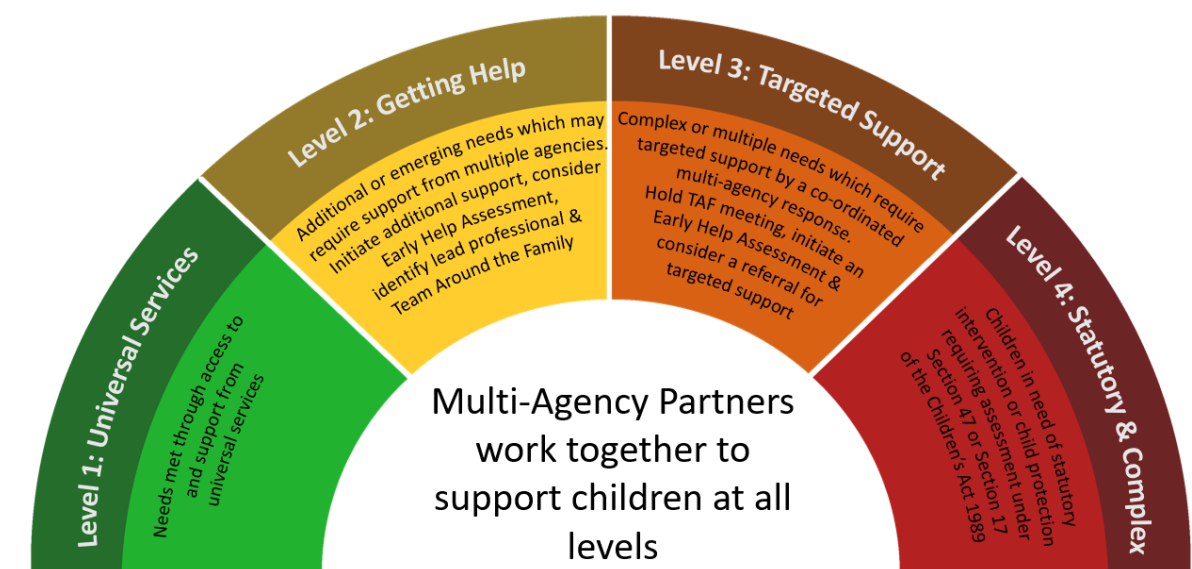 Level 1: Universal Services
Needs met through access to
and support from
universal services
Level 2: Getting Help
Additional or emerging needs which may
require support from multiple agencies.
Initiate additional support, consider
Early Help Assessment,
identify lead professional &
Team Around the Family
Level 3: Targeted Support
Complex or multiple needs which require
targeted support by a co-ordinated
multi-agency response.
Hold TAF meeting, initiate an
Early Help Assessment &
consider a referral for
targeted support
Level 4: Statutory & Complex
Children in need of statutory
intervention or child protection
requiring assessment under
Section 47 or Section 17
of the Children's Act 1989
Multi-Agency Partners
work together to
support children at all
levels